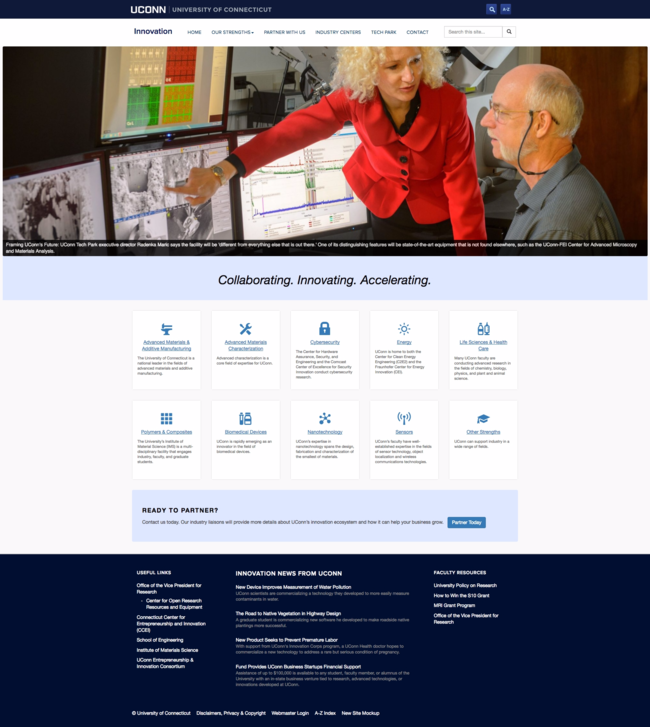 UCONN UNIVERSITY OF CONNECTICUT
A-Z
Innovation
HOME OUR STRENGTHS PARTNER WITH US INDUSTRY CENTERS TECH PARK CONTACT
Search this site...
Framing UConn's Future: UConn Tech Park executive director Radenka Maric says the facility will be 'different from everything else that is out there.' One of its distinguishing features will be state-of-the-art equipment that is not found elsewhere, such as the UConn-FEI Center for Advanced Microscopy
and Materials Analysis.
Collaborating. Innovating. Accelerating.
Advanced Materials &
Additive Manufacturing
The University of Connecticut is a
national leader in the fields of
advanced materials and additive
manufacturing.
Advanced Materials
Characterization
Advanced characterization is a
core field of expertise for UConn.
Cybersecurity
The Center for Hardware
Assurance, Security, and
Engineering and the Comcast
Center of Excellence for Security
Innovation conduct cybersecurity
research.
Energy
UConn is home to both the
Center for Clean Energy
Engineering (C2E2) and the
Fraunhofer Center for Energy
Innovation (CEI).
Life Sciences & Health
Care
Many UConn faculty are
conducting advanced research
in the fields of chemistry, biology,
physics, and plant and animal
science.
Polymers & Composites
The University's Institute of
Material Science (IMS) is a multi-
disciplinary facility that engages
industry, faculty, and graduate
students.
Biomedical Devices
UConn is rapidly emerging as an
innovator in the field of
biomedical devices.
Nanotechnology
UConn's expertise in
nanotechnology spans the design,
fabrication and characterization
of the smallest of materials.
Sensors
UConn's faculty have well-
established expertise in the fields
of sensor technology, object
localization and wireless
communications technologies.
Other Strengths
UConn can support industry in a
wide range of fields.
READY TO PARTNER?
Contact us today. Our industry liaisons will provide more details about UConn's innovation ecosystem and how it can help your business grow. Partner Today
USEFUL LINKS
Office of the Vice President for
Research
Center for Open Research
Resources and Equipment
Connecticut Center for
Entrepreneurship and Innovation
(CCEI)
School of Engineering
Institute of Materials Science
UConn Entrepreneurship &
Innovation Consortium
INNOVATION NEWS FROM UCONN
New Device Improves Measurement of Water Pollution
UConn scientists are commercializing a technology they developed to more easily measure
contaminants in water.
The Road to Native Vegetation in Highway Design
A graduate student is commercializing new software he developed to make roadside native
plantings more successful.
New Product Seeks to Prevent Premature Labor
With support from UConn's Innovation Corps program, a UConn Health doctor hopes to
commercialize a new technology to address a rare but serious condition of pregnancy.
Fund Provides UConn Business Startups Financial Support
Assistance of up to $100,000 is available to any student, faculty member, or alumnus of the
University with an in-state business venture tied to research, advanced technologies, or
innovations developed at UConn.
FACULTY RESOURCES
University Policy on Research
How to Win the S10 Grant
MRI Grant Program
Office of the Vice President for
Research
© University of Connecticut Disclaimers, Privacy & Copyright Webmaster Login A-Z Index New Site Mockup